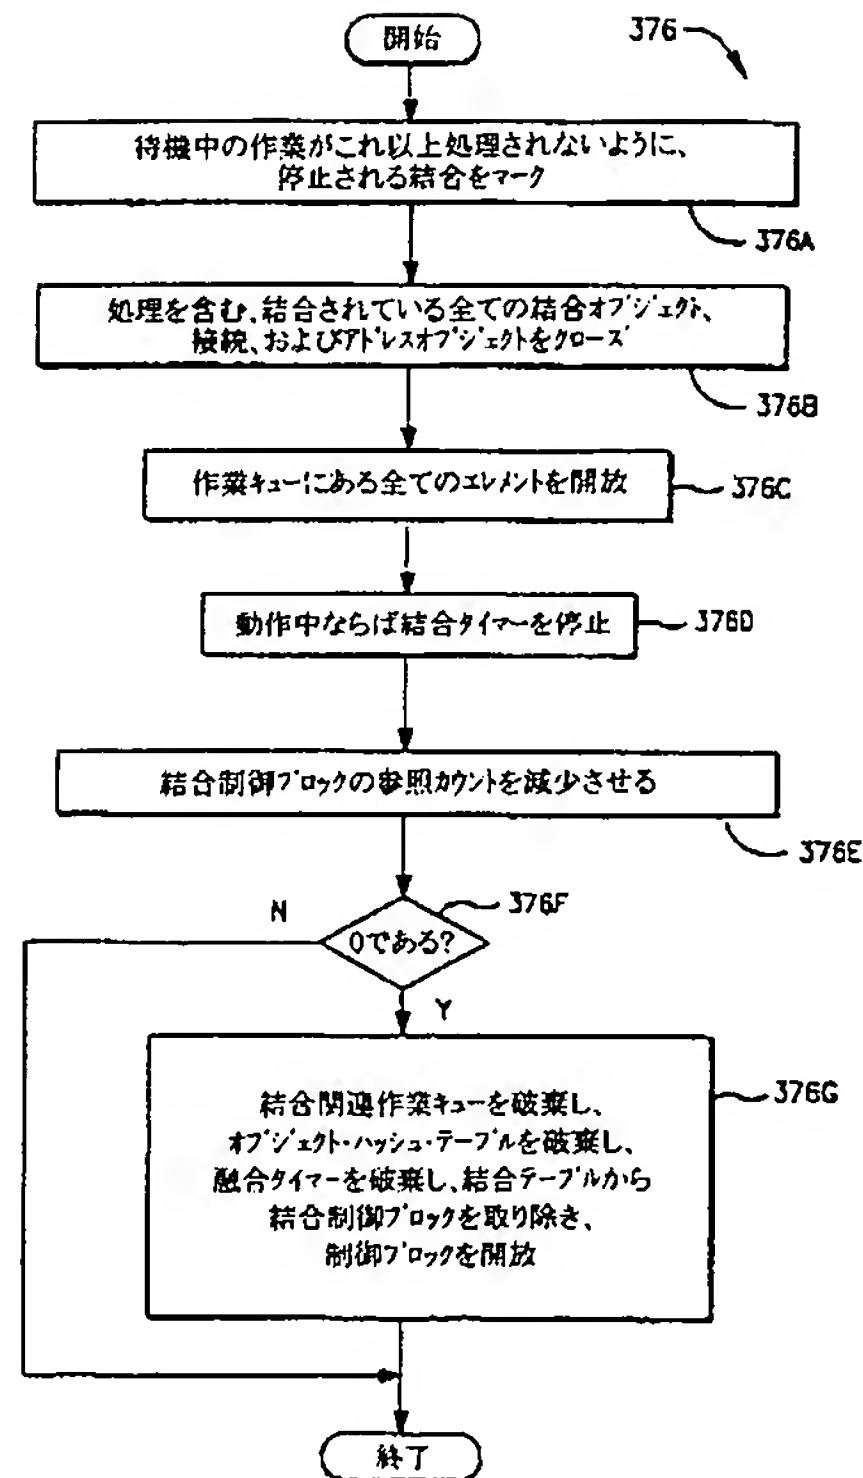 開始
376
待機中の作業がこれ以上処理されないように、
停止される結合をマーク
376A
処理を含む、結合されている全ての結合オブジェクト、
接続、およびアドレスオブジェクトをクローズ
376B
作業キューにある全てのエレメントを開放
376C
動作中ならば結合タイマーを停止
376D
結合制御ブロックの参照カウントを減少させる
376E
376F
N
0である?
Y
376G
結合関連作業キューを破棄し、
オブジェクト・ハッシュ・テーブルを破棄し、
融合タイマーを破棄し、結合テーブルから
結合制御ブロックを取り除き、
制御ブロックを開放
終了